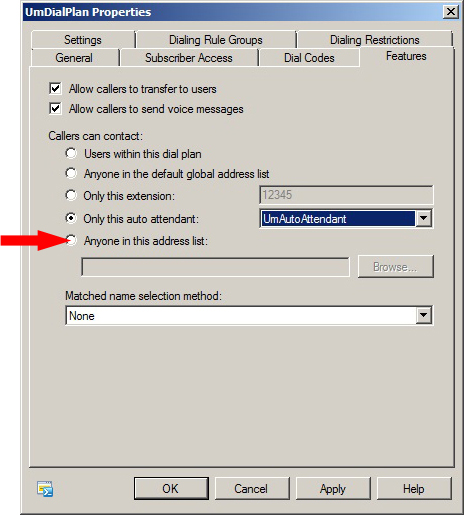 UmDialPlan Properties
Settings Dialing Rule Groups Dialing Restrictions
General Subscriber Access Dial Codes Features
Allow callers to transfer to users
Allow callers to send voice messages
Callers can contact:
Users within this dial plan
Anyone in the default global address list
Only this extension: 12345
Only this auto attendant: UmAutoAttendant
Anyone in this address list:
Browse...
Matched name selection method:
None
OK Cancel Apply Help